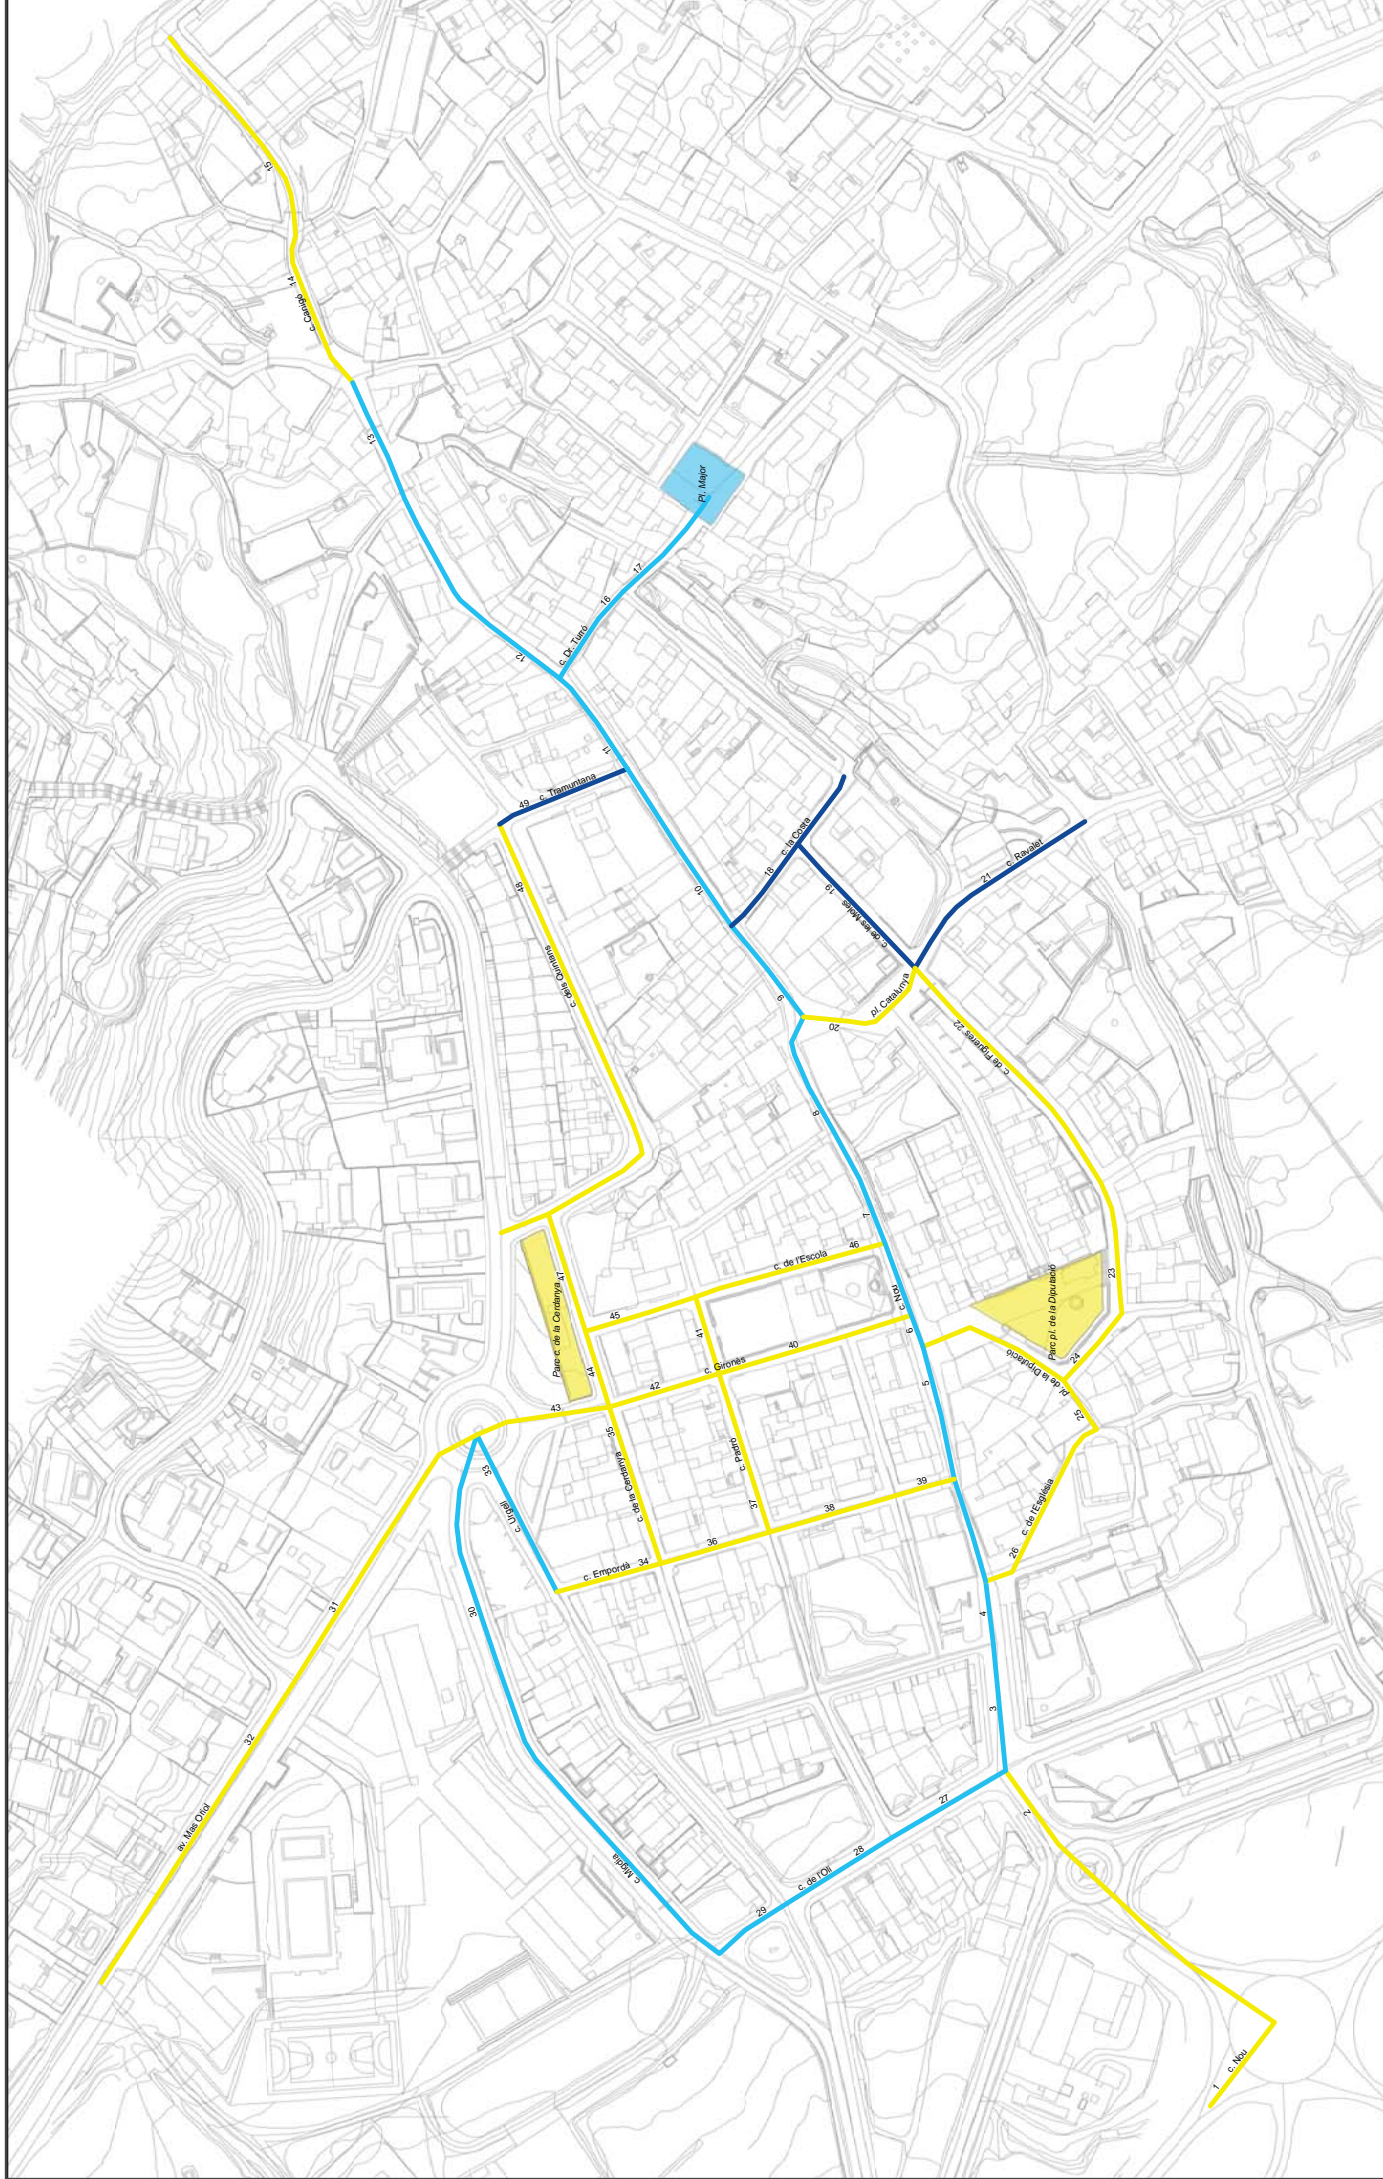 15
14
c. Canigó
13
Pl. Major
17
16
c. Dr. Turró
12
11
49
c. Tramuntana
c. la Costa
18
10
19
c. de les Moles
21
c. Ravalet
48
c. dels Quintans
9
20
pl. Catalunya
c. de Figueres 22
8
7
46
c. de l'Escola
47
Parc c. de la Cerdanya
45
41
c. Nou
6
23
Parc pl. de la Diputació
24
pl. de la Diputació
25
44
40
c. Gironès
42
5
43
35
c. de la Cerdanya
c. Padró
37
39
38
36
34
c. Empordà
33
c. Urgell
c. de l'Església
26
4
3
31
30
32
av. Mas Oriol
c. Migdia
27
28
c. de l'Oli
29
2
c. Nou
1